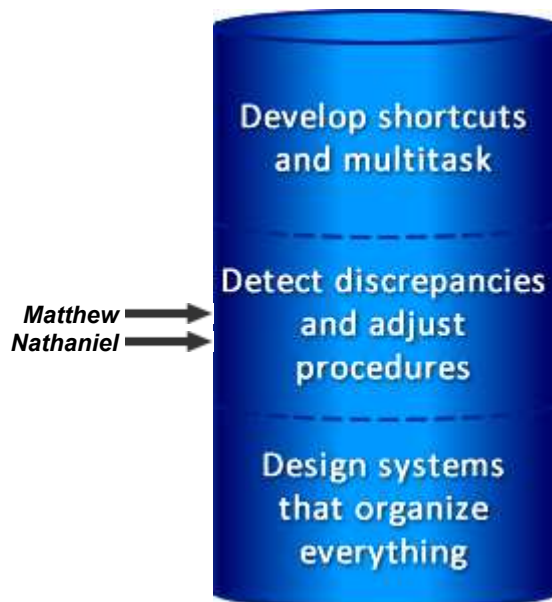 Develop shortcuts
and multitask
Detect discrepancies
and adjust
procedures
Matthew
Nathaniel
Design systems
that organize
everything